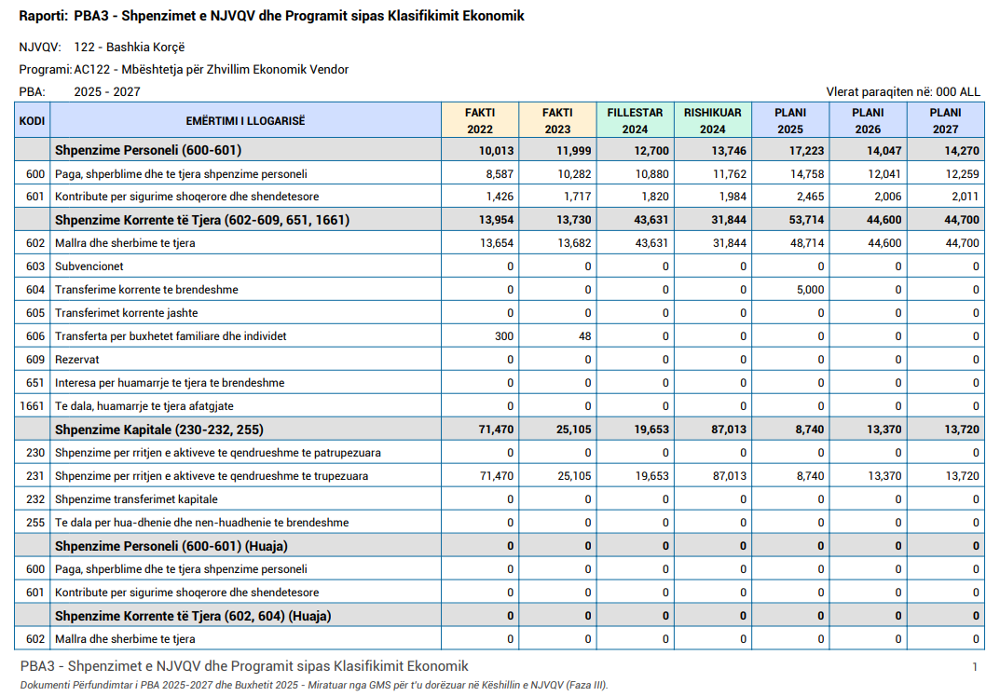 Raporti: PBA3 - Shpenzimet e NJVQV dhe Programit sipas Klasifikimit Ekonomik
NJVQV: 122 - Bashkia Korçë
Programi: AC122 - Mbështetja për Zhvillim Ekonomik Vendor
PBA: 2025 - 2027 Vlerat paraqiten në: 000 ALL
KODI EMËRTIMI I LLOGARISË FAKTI 2022 FAKTI 2023 FILLESTAR 2024 RISHIKUAR 2024 PLANI 2025 PLANI 2026 PLANI 2027
Shpenzime Personeli (600-601) 10,013 11,999 12,700 13,746 17,223 14,047 14,270
600 Paga, shperblime dhe te tjera shpenzime personeli 8,587 10,282 10,880 11,762 14,758 12,041 12,259
601 Kontribute per sigurime shoqerore dhe shendetesore 1,426 1,717 1,820 1,984 2,465 2,006 2,011
Shpenzime Korrente të Tjera (602-609, 651, 1661) 13,954 13,730 43,631 31,844 53,714 44,600 44,700
602 Mallra dhe sherbime te tjera 13,654 13,682 43,631 31,844 48,714 44,600 44,700
603 Subvencionet 0 0 0 0 0 0 0
604 Transferime korrente te brendeshme 0 0 0 0 5,000 0 0
605 Transferimet korrente jashte 0 0 0 0 0 0 0
606 Transferta per buxhetet familiare dhe individet 300 48 0 0 0 0 0
609 Rezervat 0 0 0 0 0 0 0
651 Interesa per huamarrje te tjera te brendeshme 0 0 0 0 0 0 0
1661 Te dala, huamarrje te tjera afatgjate 0 0 0 0 0 0 0
Shpenzime Kapitale (230-232, 255) 71,470 25,105 19,653 87,013 8,740 13,370 13,720
230 Shpenzime per rritjen e aktiveve te qendrueshme te patrupezuara 0 0 0 0 0 0 0
231 Shpenzime per rritjen e aktiveve te qendrueshme te trupezuara 71,470 25,105 19,653 87,013 8,740 13,370 13,720
232 Shpenzime transferimet kapitale 0 0 0 0 0 0 0
255 Te dala per hua-dhenie dhe nen-huadhenie te brendeshme 0 0 0 0 0 0 0
Shpenzime Personeli (600-601) (Huaja) 0 0 0 0 0 0 0
600 Paga, shperblime dhe te tjera shpenzime personeli 0 0 0 0 0 0 0
601 Kontribute per sigurime shoqerore dhe shendetesore 0 0 0 0 0 0 0
Shpenzime Korrente të Tjera (602, 604) (Huaja) 0 0 0 0 0 0 0
602 Mallra dhe sherbime te tjera 0 0 0 0 0 0 0
PBA3 - Shpenzimet e NJVQV dhe Programit sipas Klasifikimit Ekonomik 1
Dokumenti Përfundimtar i PBA 2025-2027 dhe Buxhetit 2025 - Miratuar nga GMS për t'u dorëzuar në Këshillin e NJVQV (Faza III).